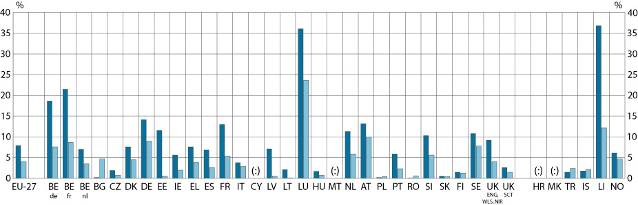 % %
40 40
35 35
30 30
25 25
20 20
15 15
10 10
5 5
0 0
(:) (:) (:) (:)
EU-27 BE BE BE BG CZ DK DE EE IE EL ES FR IT CY LV LT LU HU MT NL AT PL PT RO SI SK FI SE UK UK HR MK TR IS LI NO
de fr nl ENG, SCT
WLS, NIR